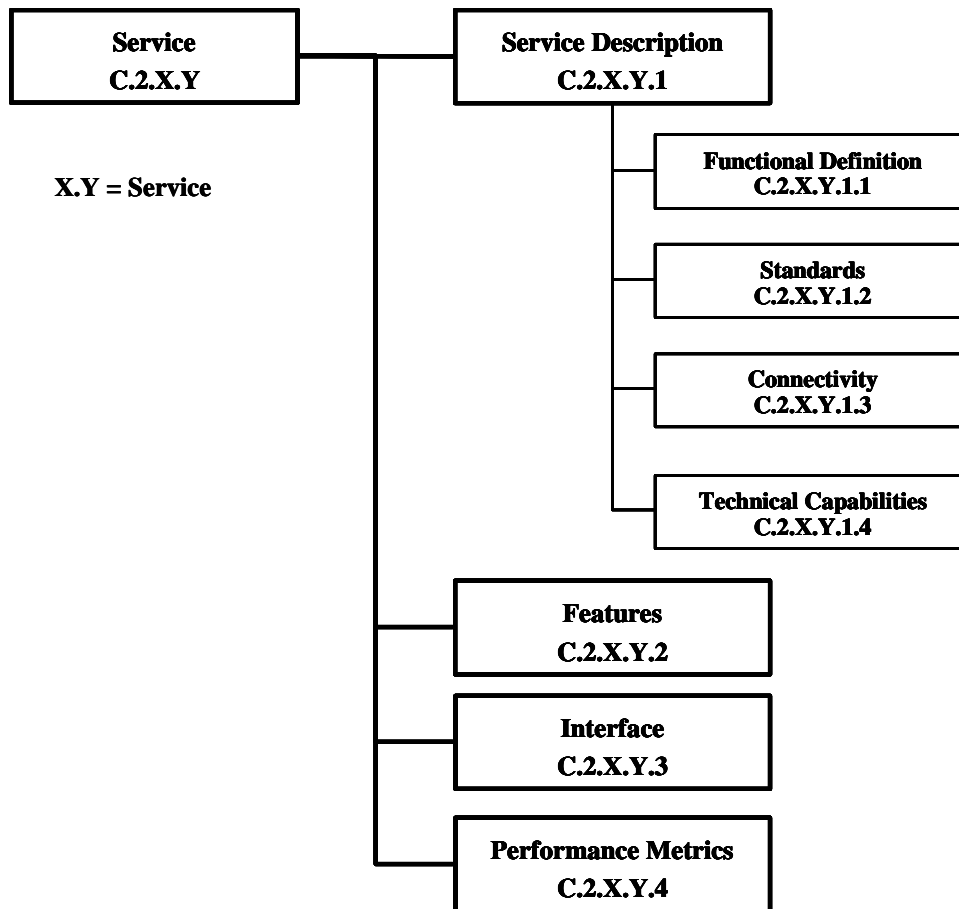 Service
C.2.X.Y
Service Description
C.2.X.Y.1
Functional Definition
C.2.X.Y.1.1
X.Y = Service
Standards
C.2.X.Y.1.2
Connectivity
C.2.X.Y.1.3
Technical Capabilities
C.2.X.Y.1.4
Features
C.2.X.Y.2
Interface
C.2.X.Y.3
Performance Metrics
C.2.X.Y.4